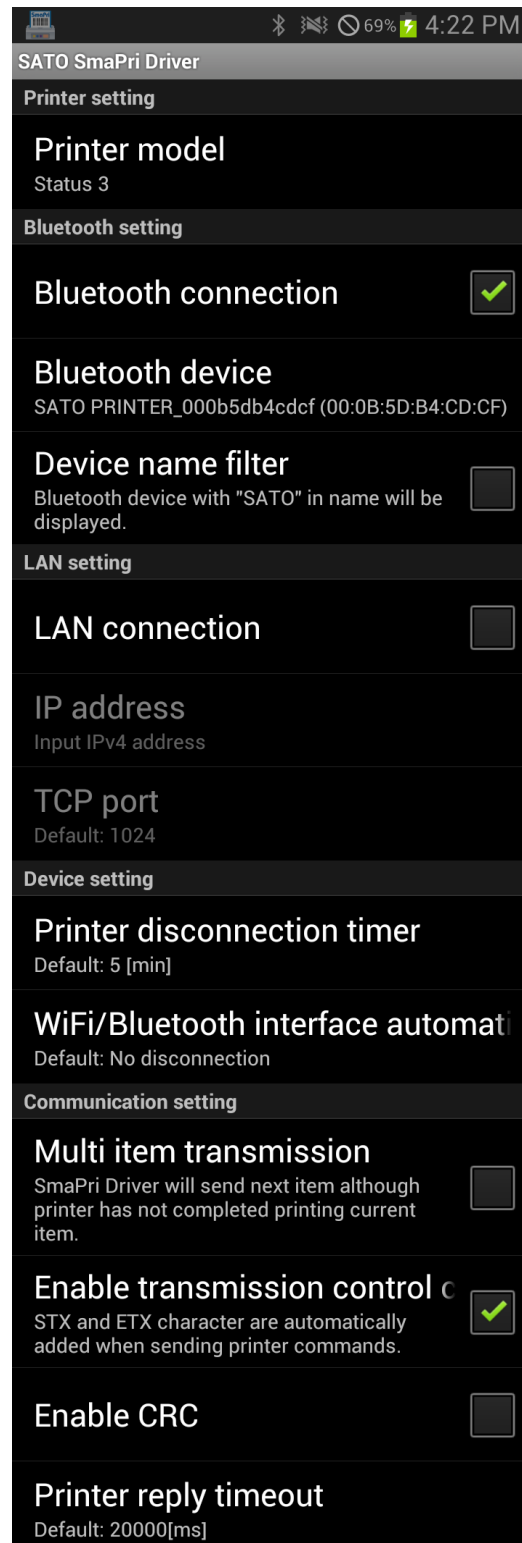 SmaPri
69% 4:22 PM
SATO SmaPri Driver
Printer setting
Printer model
Status 3
Bluetooth setting
Bluetooth connection
Bluetooth device
SATO PRINTER_000b5db4cdcf (00:0B:5D:B4:CD:CF)
Device name filter
Bluetooth device with "SATO" in name will be
displayed.
LAN setting
LAN connection
IP address
Input IPv4 address
TCP port
Default: 1024
Device setting
Printer disconnection timer
Default: 5 [min]
WiFi/Bluetooth interface automati
Default: No disconnection
Communication setting
Multi item transmission
SmaPri Driver will send next item although
printer has not completed printing current
item.
Enable transmission control c
STX and ETX character are automatically
added when sending printer commands.
Enable CRC
Printer reply timeout
Default: 20000[ms]